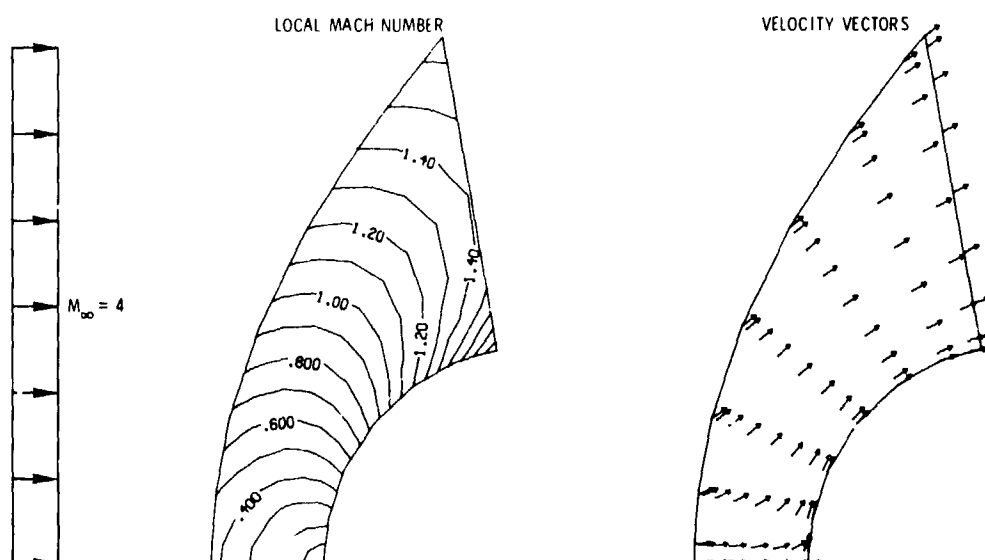 LOCAL MACH NUMBER
VELOCITY VECTORS
1.40
1.20
1.40
M∞ = 4
1.00
1.20
.800
.600
.400